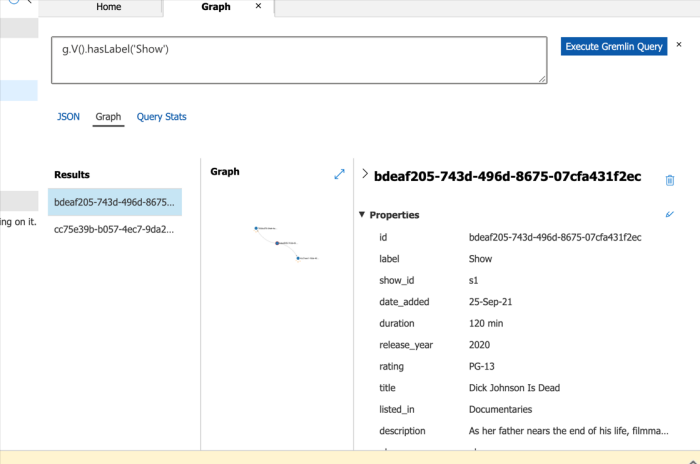 Home
Graph ×
g.V().hasLabel('Show')
Execute Gremlin Query ×
JSON Graph Query Stats
Results
bdeaf205-743d-496d-8675...
cc75e39b-b057-4ec7-9da2...
ing on it.
Graph
bdeaf205-743d-496d-8675-07cfa431f2ec
Properties
id bdeaf205-743d-496d-8675-07cfa431f2ec
label Show
show_id s1
date_added 25-Sep-21
duration 120 min
release_year 2020
rating PG-13
title Dick Johnson Is Dead
listed_in Documentaries
description As her father nears the end of his life, filmma...